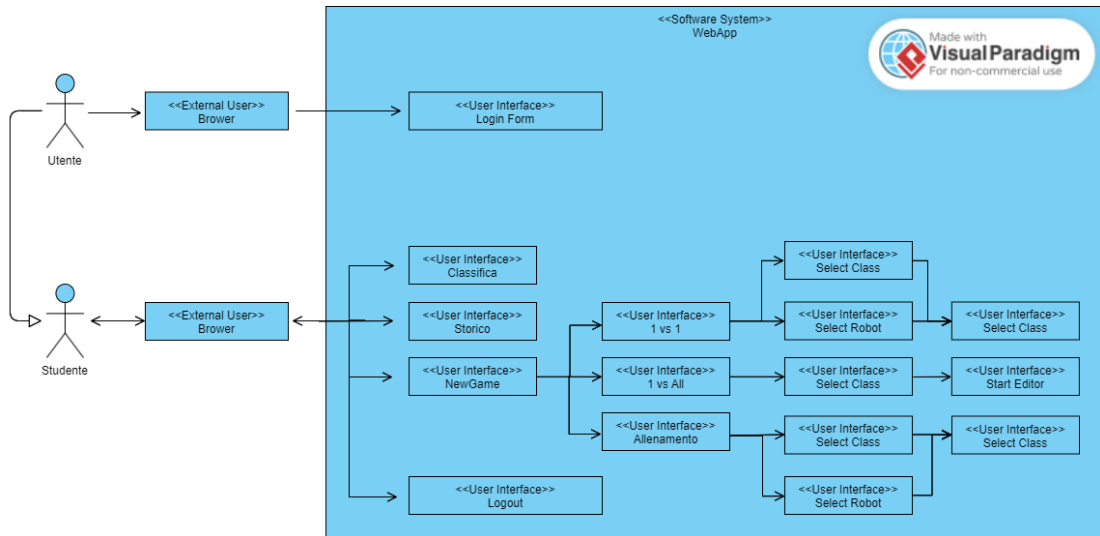 <<Software System>>
WebApp
Made with
Visual Paradigm
For non-commercial use
<<External User>>
Brower
<<User Interface>>
Login Form
Utente
<<User Interface>>
Classifica
<<User Interface>>
Select Class
<<External User>>
Brower
<<User Interface>>
Storico
<<User Interface>>
1 vs 1
<<User Interface>>
Select Robot
<<User Interface>>
Select Class
Studente
<<User Interface>>
NewGame
<<User Interface>>
1 vs All
<<User Interface>>
Select Class
<<User Interface>>
Start Editor
<<User Interface>>
Allenamento
<<User Interface>>
Select Class
<<User Interface>>
Select Class
<<User Interface>>
Logout
<<User Interface>>
Select Robot